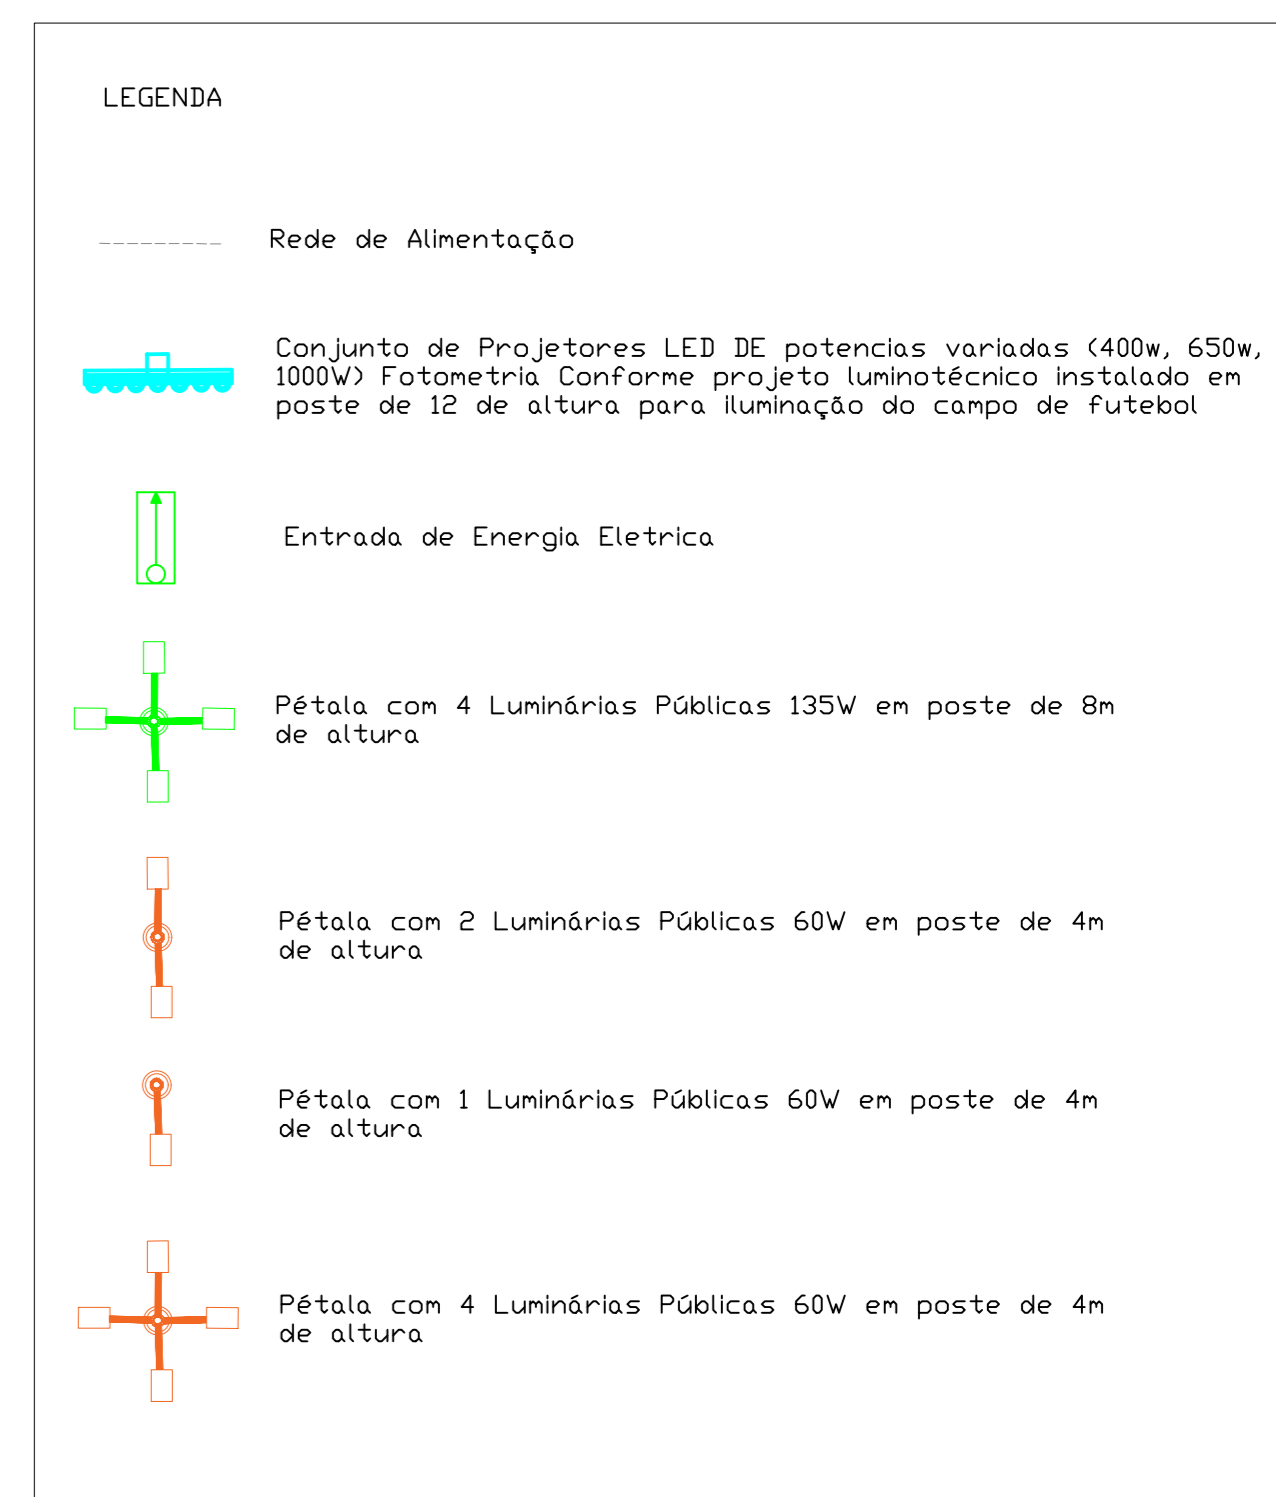 LEGENDA
Rede de Alimentação
Conjunto de Projetores LED DE potencias variadas (400w, 650w,
1000W) Fotometria Conforme projeto luminotécnico instalado em
poste de 12 de altura para iluminação do campo de futebol
Entrada de Energia Eletrica
Pétala com 4 Luminárias Públicas 135W em poste de 8m
de altura
Pétala com 2 Luminárias Públicas 60W em poste de 4m
de altura
Pétala com 1 Luminárias Públicas 60W em poste de 4m
de altura
Pétala com 4 Luminárias Públicas 60W em poste de 4m
de altura